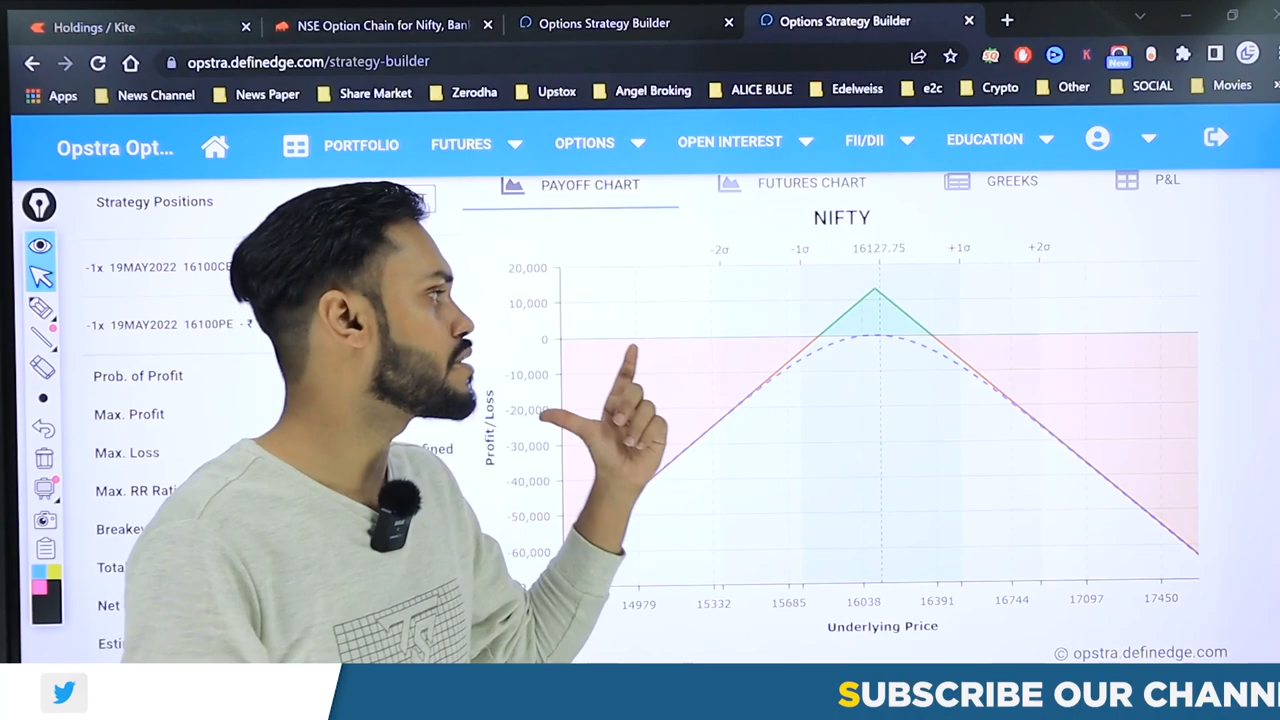 Holdings / Kite
NSE Option Chain for Nifty, Ban
Options Strategy Builder
Options Strategy Builder
opstra.definedge.com/strategy-builder
New
Apps
News Channel
News Paper
Share Market
Zerodha
Upstox
Angel Broking
ALICE BLUE
Edelweiss
e2c
Crypto
Other
SOCIAL
Movies
Opstra Opt...
PORTFOLIO
FUTURES
OPTIONS
OPEN INTEREST
FII/DII
EDUCATION
PAYOFF CHART
FUTURES CHART
GREEKS
P&L
Strategy Positions
-1x 19MAY2022 16100CE
-1x 19MAY2022 16100PE - ₹
Prob. of Profit
Max. Profit
Max. Loss
Max. RR Rati
Breake
Tota
Net
Esti
NIFTY
-2σ -1σ 16127.75 +1σ +2σ
20,000
10,000
0
-10,000
-20,000
-30,000
-40,000
-50,000
-60,000
Profit/Loss
14979 15332 15685 16038 16391 16744 17097 17450
Underlying Price
© opstra.definedge.com
TS
SUBSCRIBE OUR CHANN